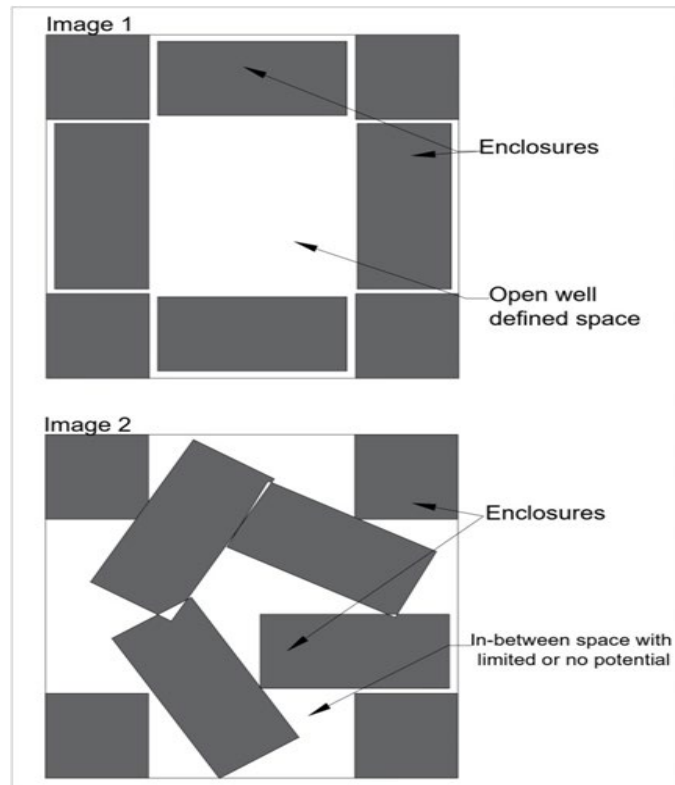 Image 1
Enclosures
Open well
defined space
Image 2
Enclosures
In-between space with
limited or no potential